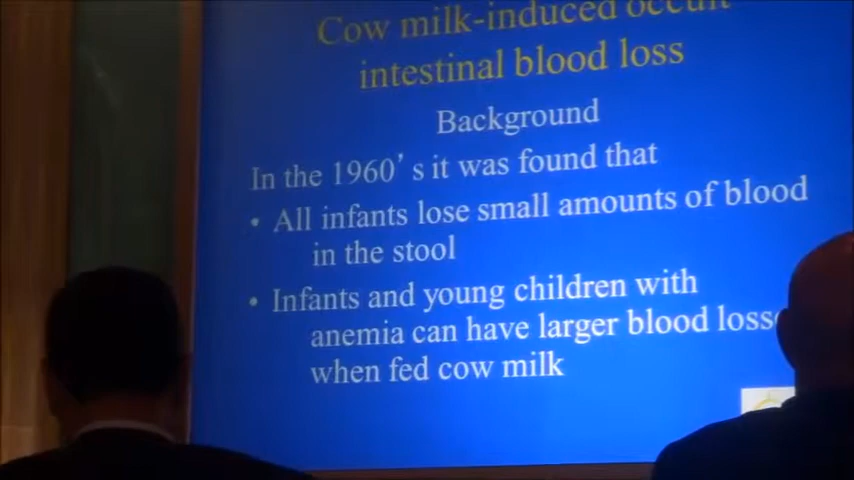 Cow milk-induced occult
intestinal blood loss
Background
In the 1960's it was found that
• All infants lose small amounts of blood
in the stool
• Infants and young children with
anemia can have larger blood losses
when fed cow milk